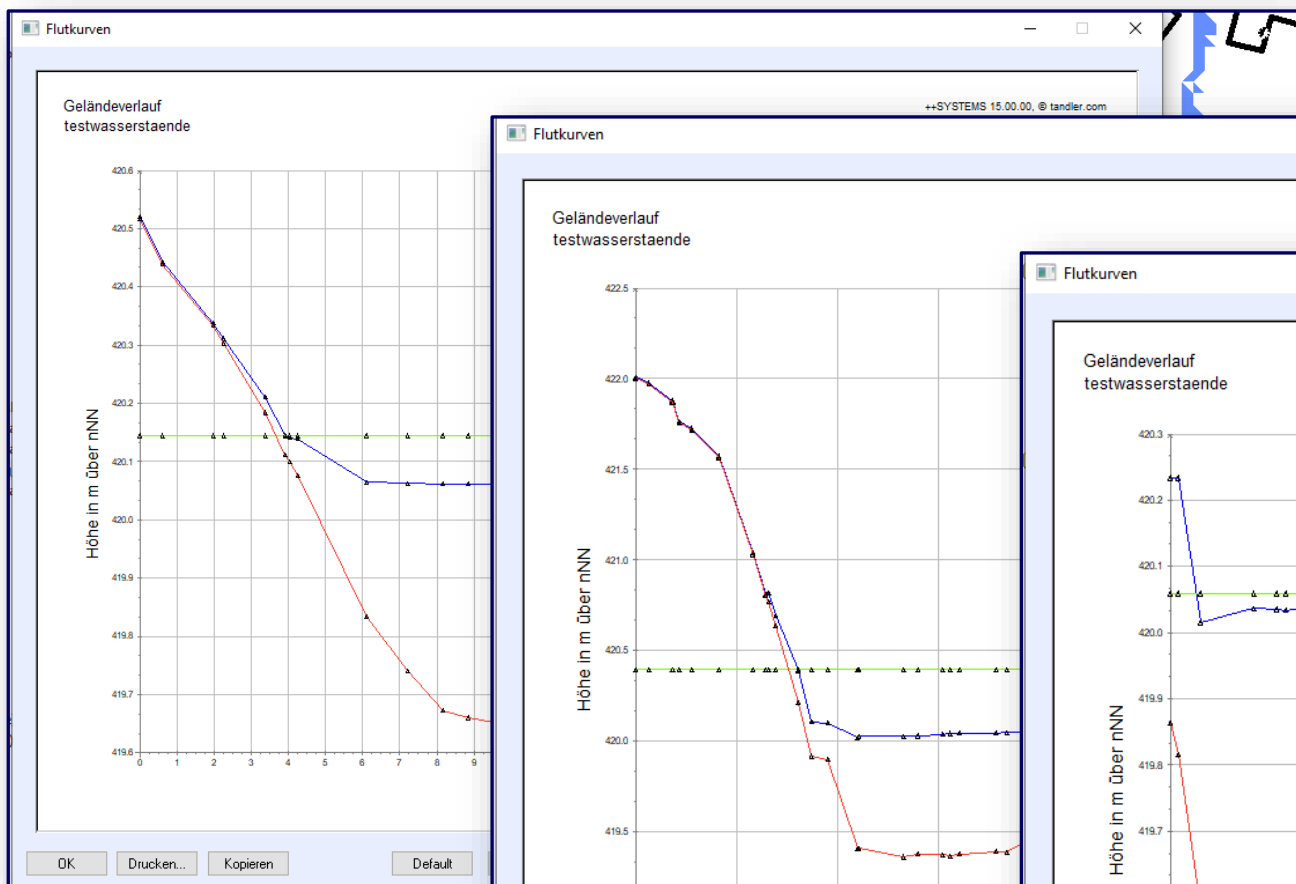 Flutkurven
Geländeverlauf
testwasserstaende
++SYSTEMS 15.00.00, © tandler.com
420.6
420.5
420.4
420.3
420.2
420.1
420.0
419.9
419.8
419.7
419.6
Höhe in m über nNN
0 1 2 3 4 5 6 7 8 9
OK Drucken... Kopieren Default
Flutkurven
Geländeverlauf
testwasserstaende
422.5
422.0
421.5
421.0
420.5
420.0
419.5
Höhe in m über nNN
Flutkurven
Geländeverlauf
testwasserstaende
420.3
420.2
420.1
420.0
419.9
419.8
419.7
Höhe in m über nNN